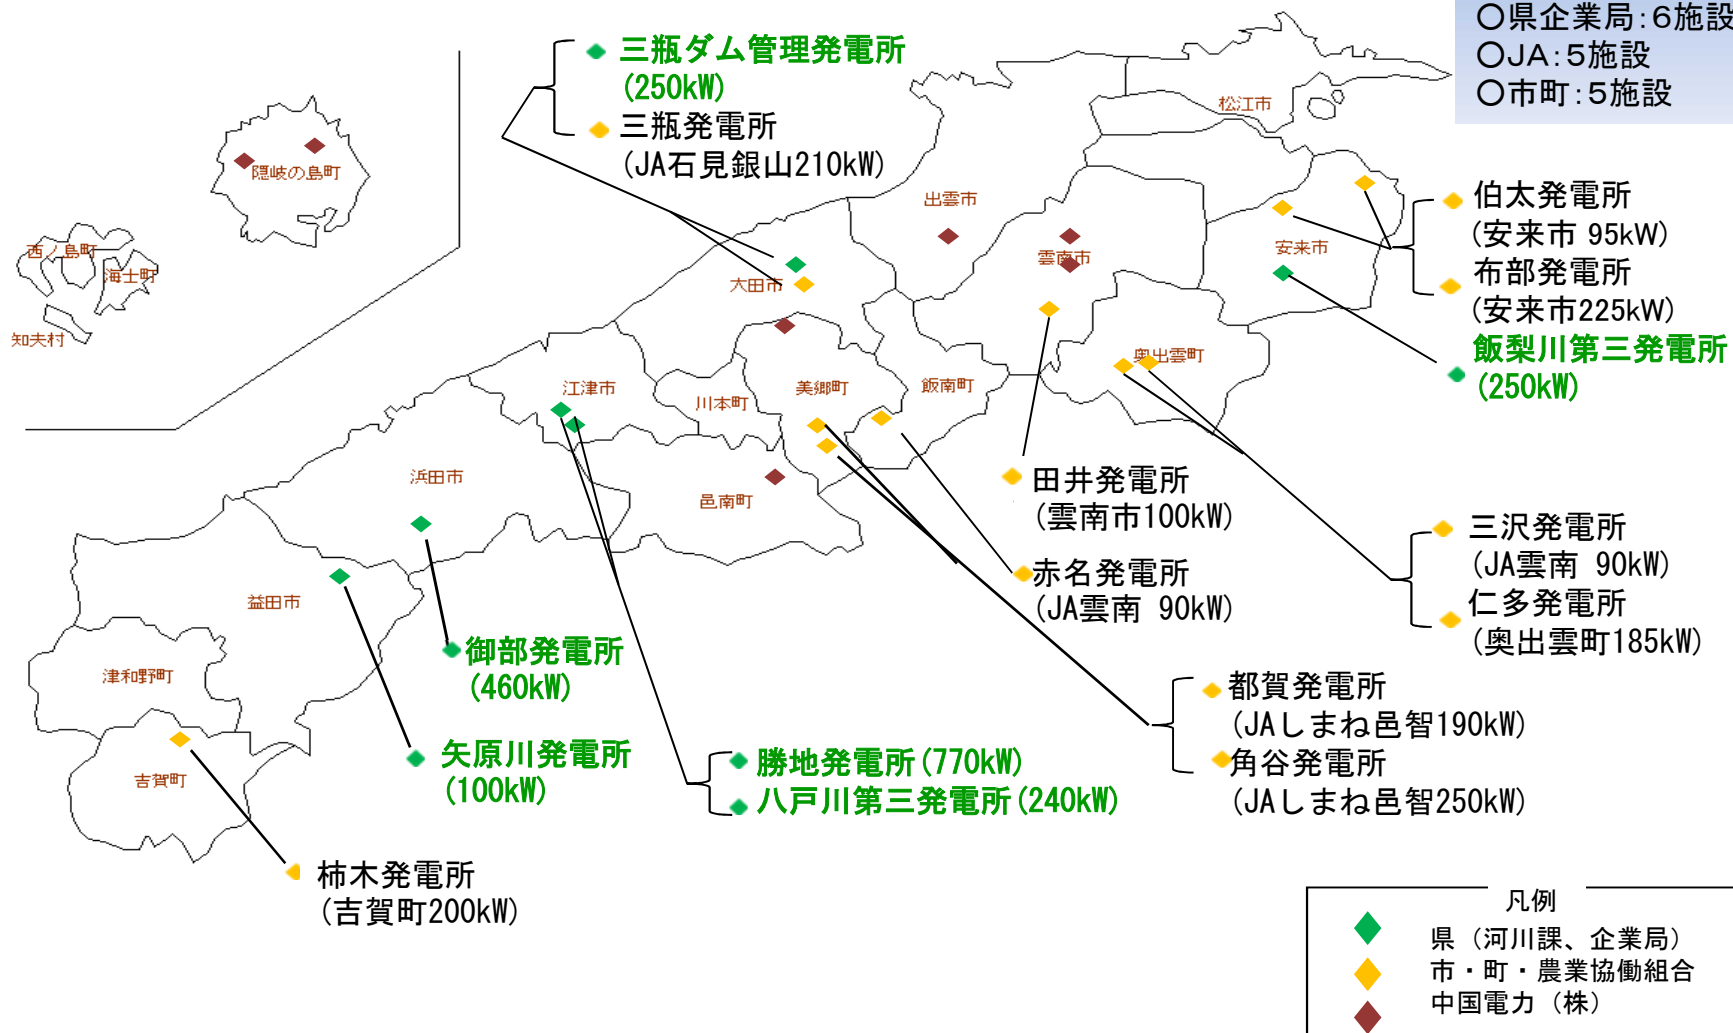 ○県企業局:6施設
○JA:5施設
○市町:5施設
三瓶ダム管理発電所
(250kW)
三瓶発電所
(JA石見銀山210kW)
松江市
隠岐の島町
西ノ島町
海士町
知夫村
出雲市
雲南市
安来市
大田市
奥出雲町
江津市
川本町
美郷町
飯南町
浜田市
邑南町
益田市
津和野町
吉賀町
伯太発電所
(安来市 95kW)
布部発電所
(安来市225kW)
飯梨川第三発電所
(250kW)
田井発電所
(雲南市100kW)
赤名発電所
(JA雲南 90kW)
三沢発電所
(JA雲南 90kW)
仁多発電所
(奥出雲町185kW)
御部発電所
(460kW)
矢原川発電所
(100kW)
勝地発電所(770kW)
八戸川第三発電所(240kW)
都賀発電所
(JAしまね邑智190kW)
角谷発電所
(JAしまね邑智250kW)
柿木発電所
(吉賀町200kW)
凡例
県（河川課、企業局）
市・町・農業協働組合
中国電力（株）